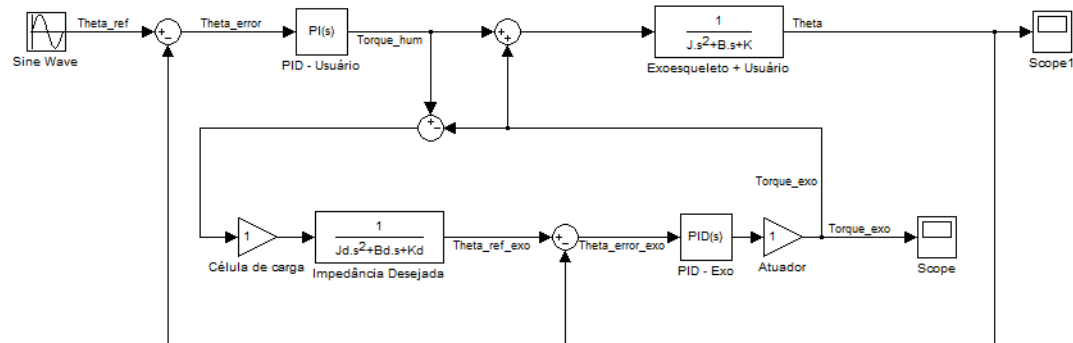 Theta_ref
Sine Wave
Theta_error
PI(s)
PID - Usuário
Torque_hum
1
J.s²+B.s+K
Exoesqueleto + Usuário
Theta
Scope1
1
Célula de carga
1
Jd.s²+Bd.s+Kd
Impedância Desejada
Theta_ref_exo
Theta_error_exo
PID(s)
PID - Exo
1
Atuador
Torque_exo
Torque_exo
Scope